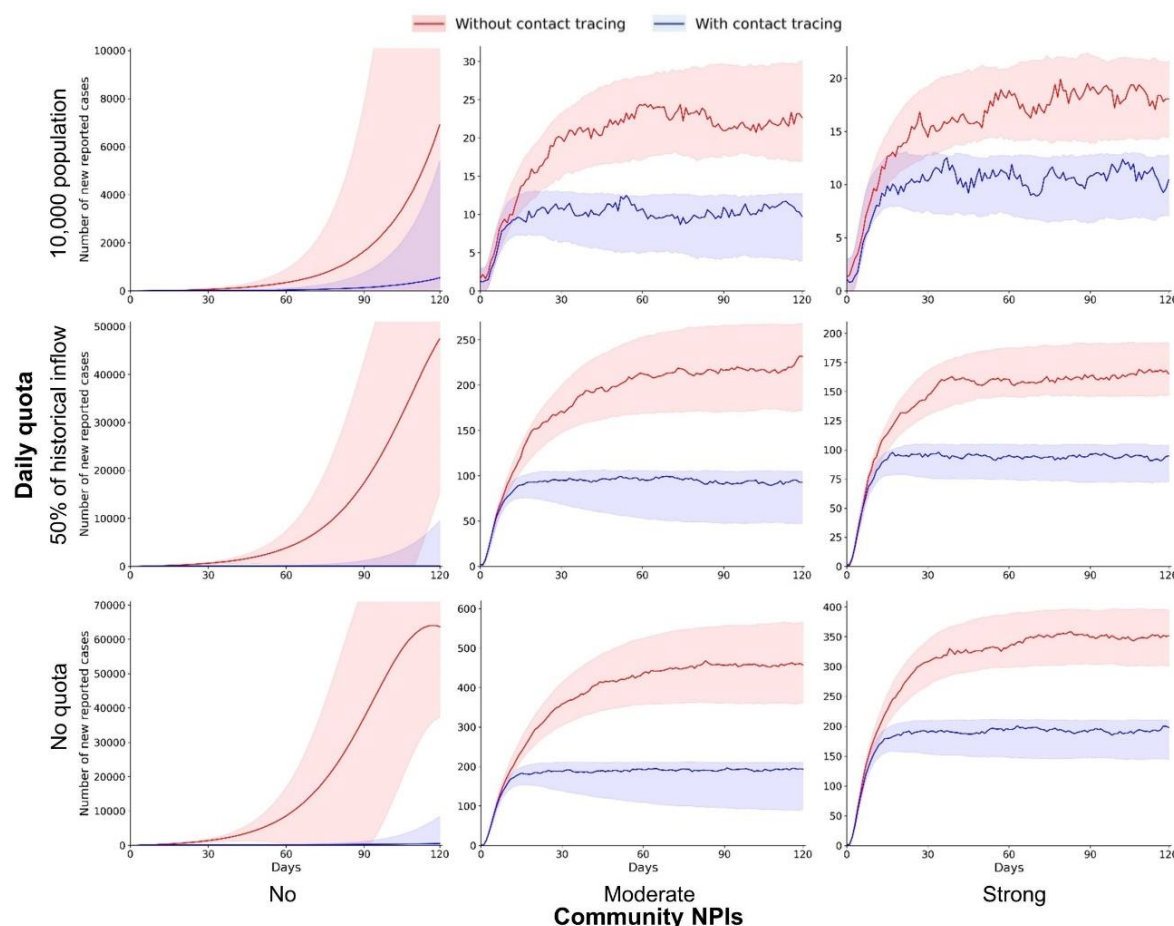 Without contact tracing With contact tracing
Daily quota
10,000 population
Number of new reported cases
10000
8000
6000
4000
2000
0
0 30 60 90 120
30
25
20
15
10
5
0
0 30 60 90 120
20
15
10
5
0
0 30 60 90 120
50% of historical inflow
Number of new reported cases
50000
40000
30000
20000
10000
0
0 30 60 90 120
250
200
150
100
50
0
0 30 60 90 120
200
175
150
125
100
75
50
25
0
0 30 60 90 120
No quota
Number of new reported cases
70000
60000
50000
40000
30000
20000
10000
0
0 30 60 90 120
Days
600
500
400
300
200
100
0
0 30 60 90 120
Days
400
350
300
250
200
150
100
50
0
0 30 60 90 120
Days
No Moderate Strong
Community NPIs